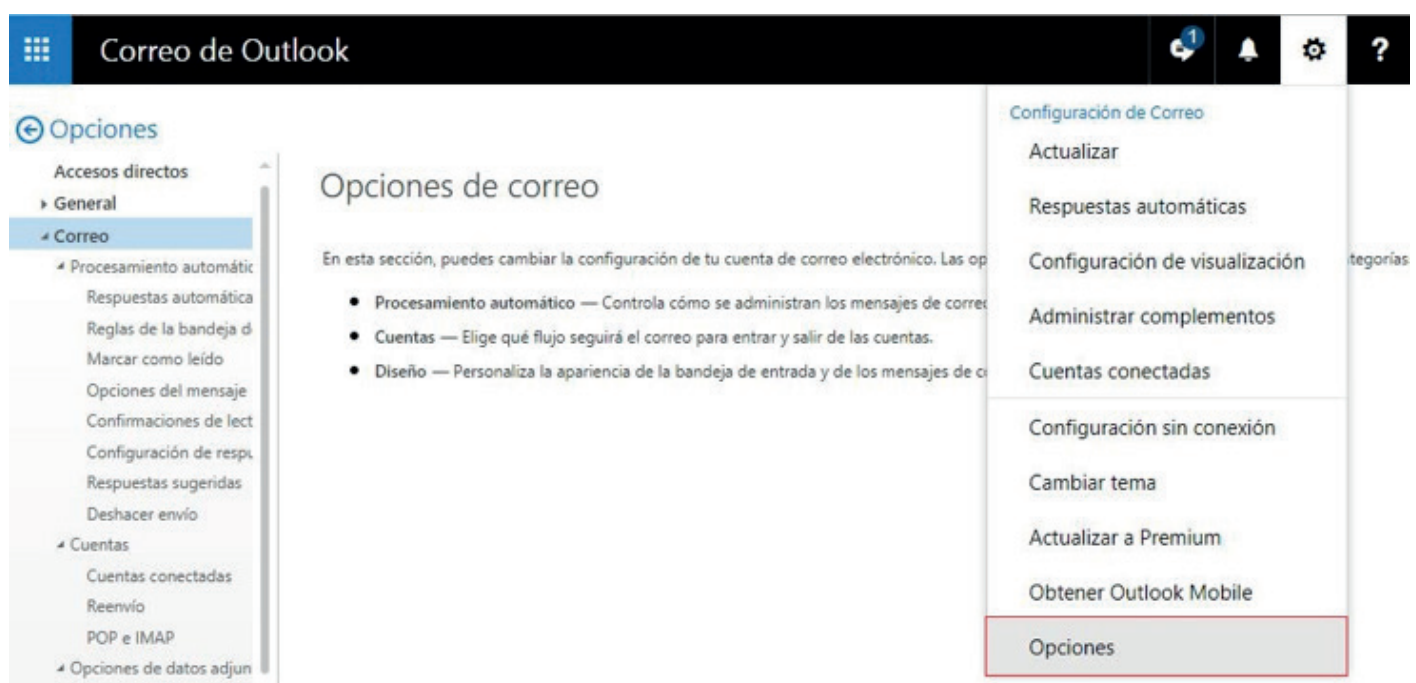 Correo de Outlook
1
?
Opciones
Accesos directos
General
Correo
Procesamiento automátic
Respuestas automática
Reglas de la bandeja d
Marcar como leído
Opciones del mensaje
Confirmaciones de lect
Configuración de respu
Respuestas sugeridas
Deshacer envío
Cuentas
Cuentas conectadas
Reenvío
POP e IMAP
Opciones de datos adjun
Opciones de correo
En esta sección, puedes cambiar la configuración de tu cuenta de correo electrónico. Las op
tegorías
• Procesamiento automático — Controla cómo se administran los mensajes de correo
• Cuentas — Elige qué flujo seguirá el correo para entrar y salir de las cuentas.
• Diseño — Personaliza la apariencia de la bandeja de entrada y de los mensajes de c
Configuración de Correo
Actualizar
Respuestas automáticas
Configuración de visualización
Administrar complementos
Cuentas conectadas
Configuración sin conexión
Cambiar tema
Actualizar a Premium
Obtener Outlook Mobile
Opciones